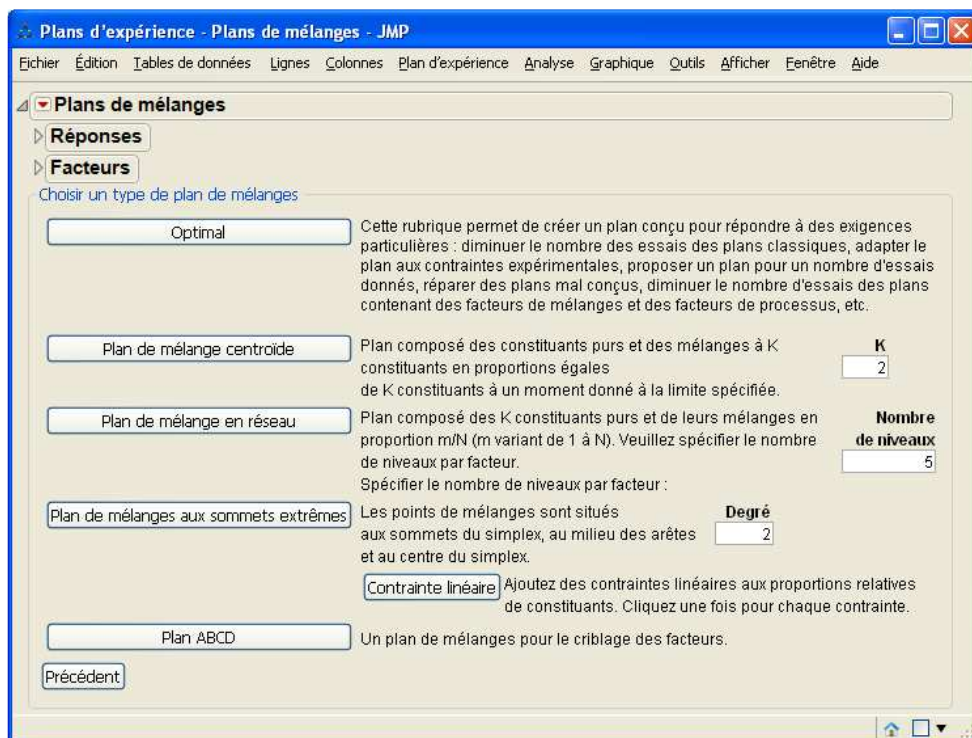 Plans d'expérience - Plans de mélanges - JMP
Fichier Édition Tables de données Lignes Colonnes Plan d'expérience Analyse Graphique Outils Afficher Fenêtre Aide
Plans de mélanges
Réponses
Facteurs
Choisir un type de plan de mélanges
Optimal
Cette rubrique permet de créer un plan conçu pour répondre à des exigences
particulières : diminuer le nombre des essais des plans classiques, adapter le
plan aux contraintes expérimentales, proposer un plan pour un nombre d'essais
donnés, réparer des plans mal conçus, diminuer le nombre d'essais des plans
contenant des facteurs de mélanges et des facteurs de processus, etc.
Plan de mélange centroïde
Plan composé des constituants purs et des mélanges à K
constituants en proportions égales
de K constituants à un moment donné à la limite spécifiée.
K
2
Plan de mélange en réseau
Plan composé des K constituants purs et de leurs mélanges en
proportion m/N (m variant de 1 à N). Veuillez spécifier le nombre
de niveaux par facteur.
Spécifier le nombre de niveaux par facteur :
Nombre
de niveaux
5
Plan de mélanges aux sommets extrêmes
Les points de mélanges sont situés
aux sommets du simplex, au milieu des arêtes
et au centre du simplex.
Degré
2
Contrainte linéaire
Ajoutez des contraintes linéaires aux proportions relatives
de constituants. Cliquez une fois pour chaque contrainte.
Plan ABCD
Un plan de mélanges pour le criblage des facteurs.
Précédent